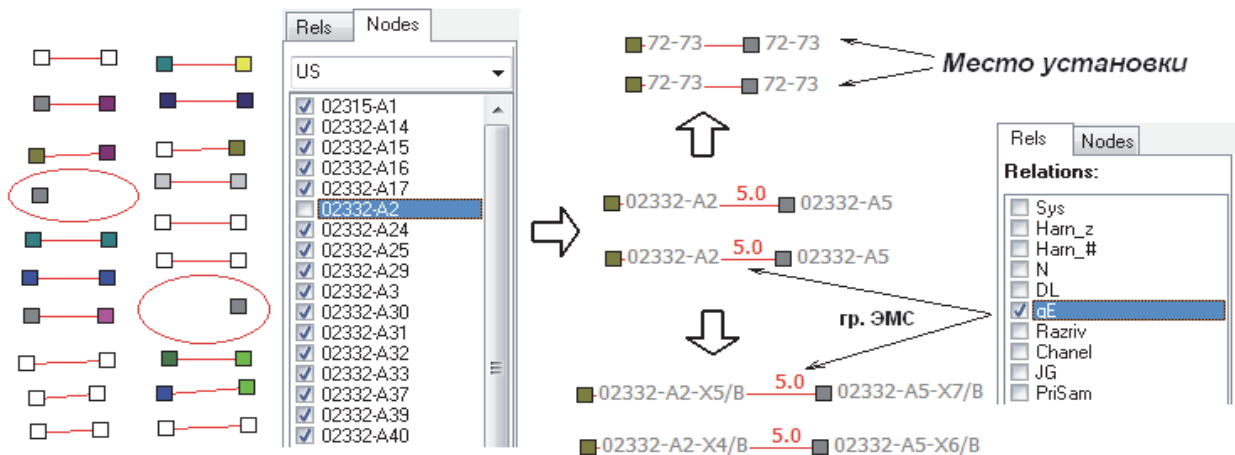 Rels Nodes
US
02315-A1
02332-A14
02332-A15
02332-A16
02332-A17
02332-A2
02332-A24
02332-A25
02332-A29
02332-A3
02332-A30
02332-A31
02332-A32
02332-A33
02332-A37
02332-A39
02332-A40
72-73 72-73
72-73 72-73
Место установки
02332-A2 5.0 02332-A5
02332-A2 5.0 02332-A5
гр. ЭМС
02332-A2-X5/B 5.0 02332-A5-X7/B
02332-A2-X4/B 5.0 02332-A5-X6/B
Rels Nodes
Relations:
Sys
Harn_z
Harn_#
N
DL
gE
Razriv
Chanel
JG
PriSam